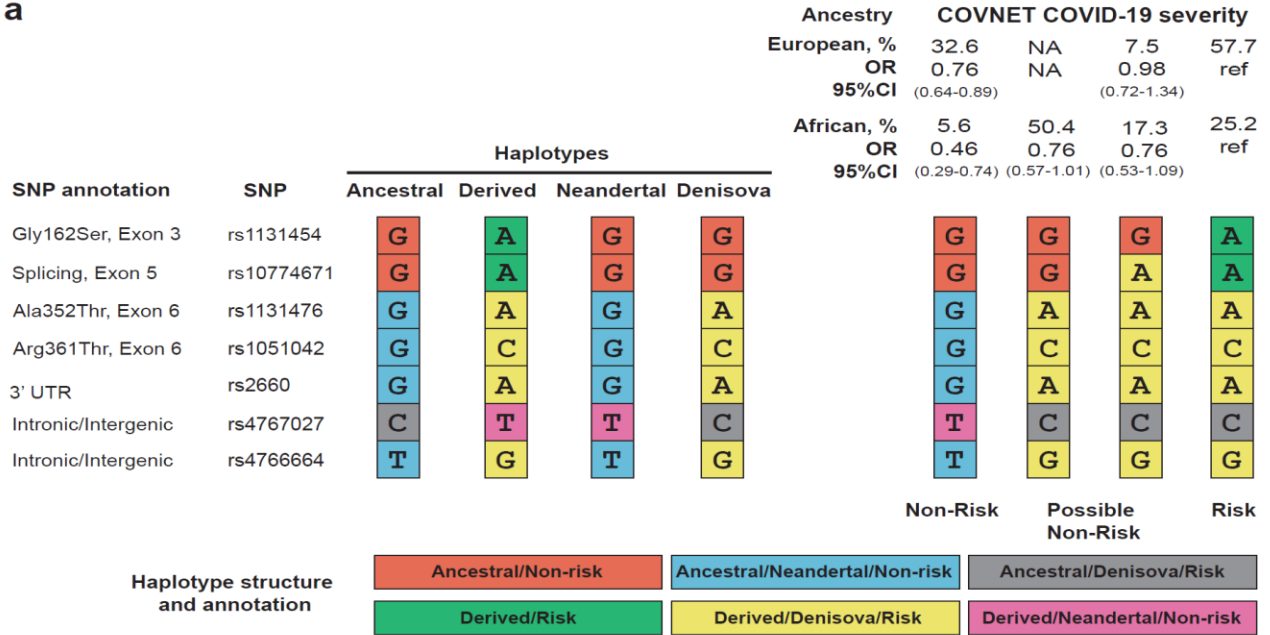 a
Ancestry COVNET COVID-19 severity
European, % 32.6 NA 7.5 57.7
OR 0.76 NA 0.98 ref
95%CI (0.64-0.89) (0.72-1.34)
African, % 5.6 50.4 17.3 25.2
OR 0.46 0.76 0.76 ref
95%CI (0.29-0.74) (0.57-1.01) (0.53-1.09)
Haplotypes
SNP annotation SNP Ancestral Derived Neandertal Denisova
Gly162Ser, Exon 3 rs1131454 G A G G G G G A
Splicing, Exon 5 rs10774671 G A G G G G A A
Ala352Thr, Exon 6 rs1131476 G A G A G A A A
Arg361Thr, Exon 6 rs1051042 G C G C G C C C
3' UTR rs2660 G A G A G A A A
Intronic/Intergenic rs4767027 C T T C T C C C
Intronic/Intergenic rs4766664 T G T G T G G G
Non-Risk Possible Risk
Non-Risk
Haplotype structure
and annotation
Ancestral/Non-risk Ancestral/Neandertal/Non-risk Ancestral/Denisova/Risk
Derived/Risk Derived/Denisova/Risk Derived/Neandertal/Non-risk